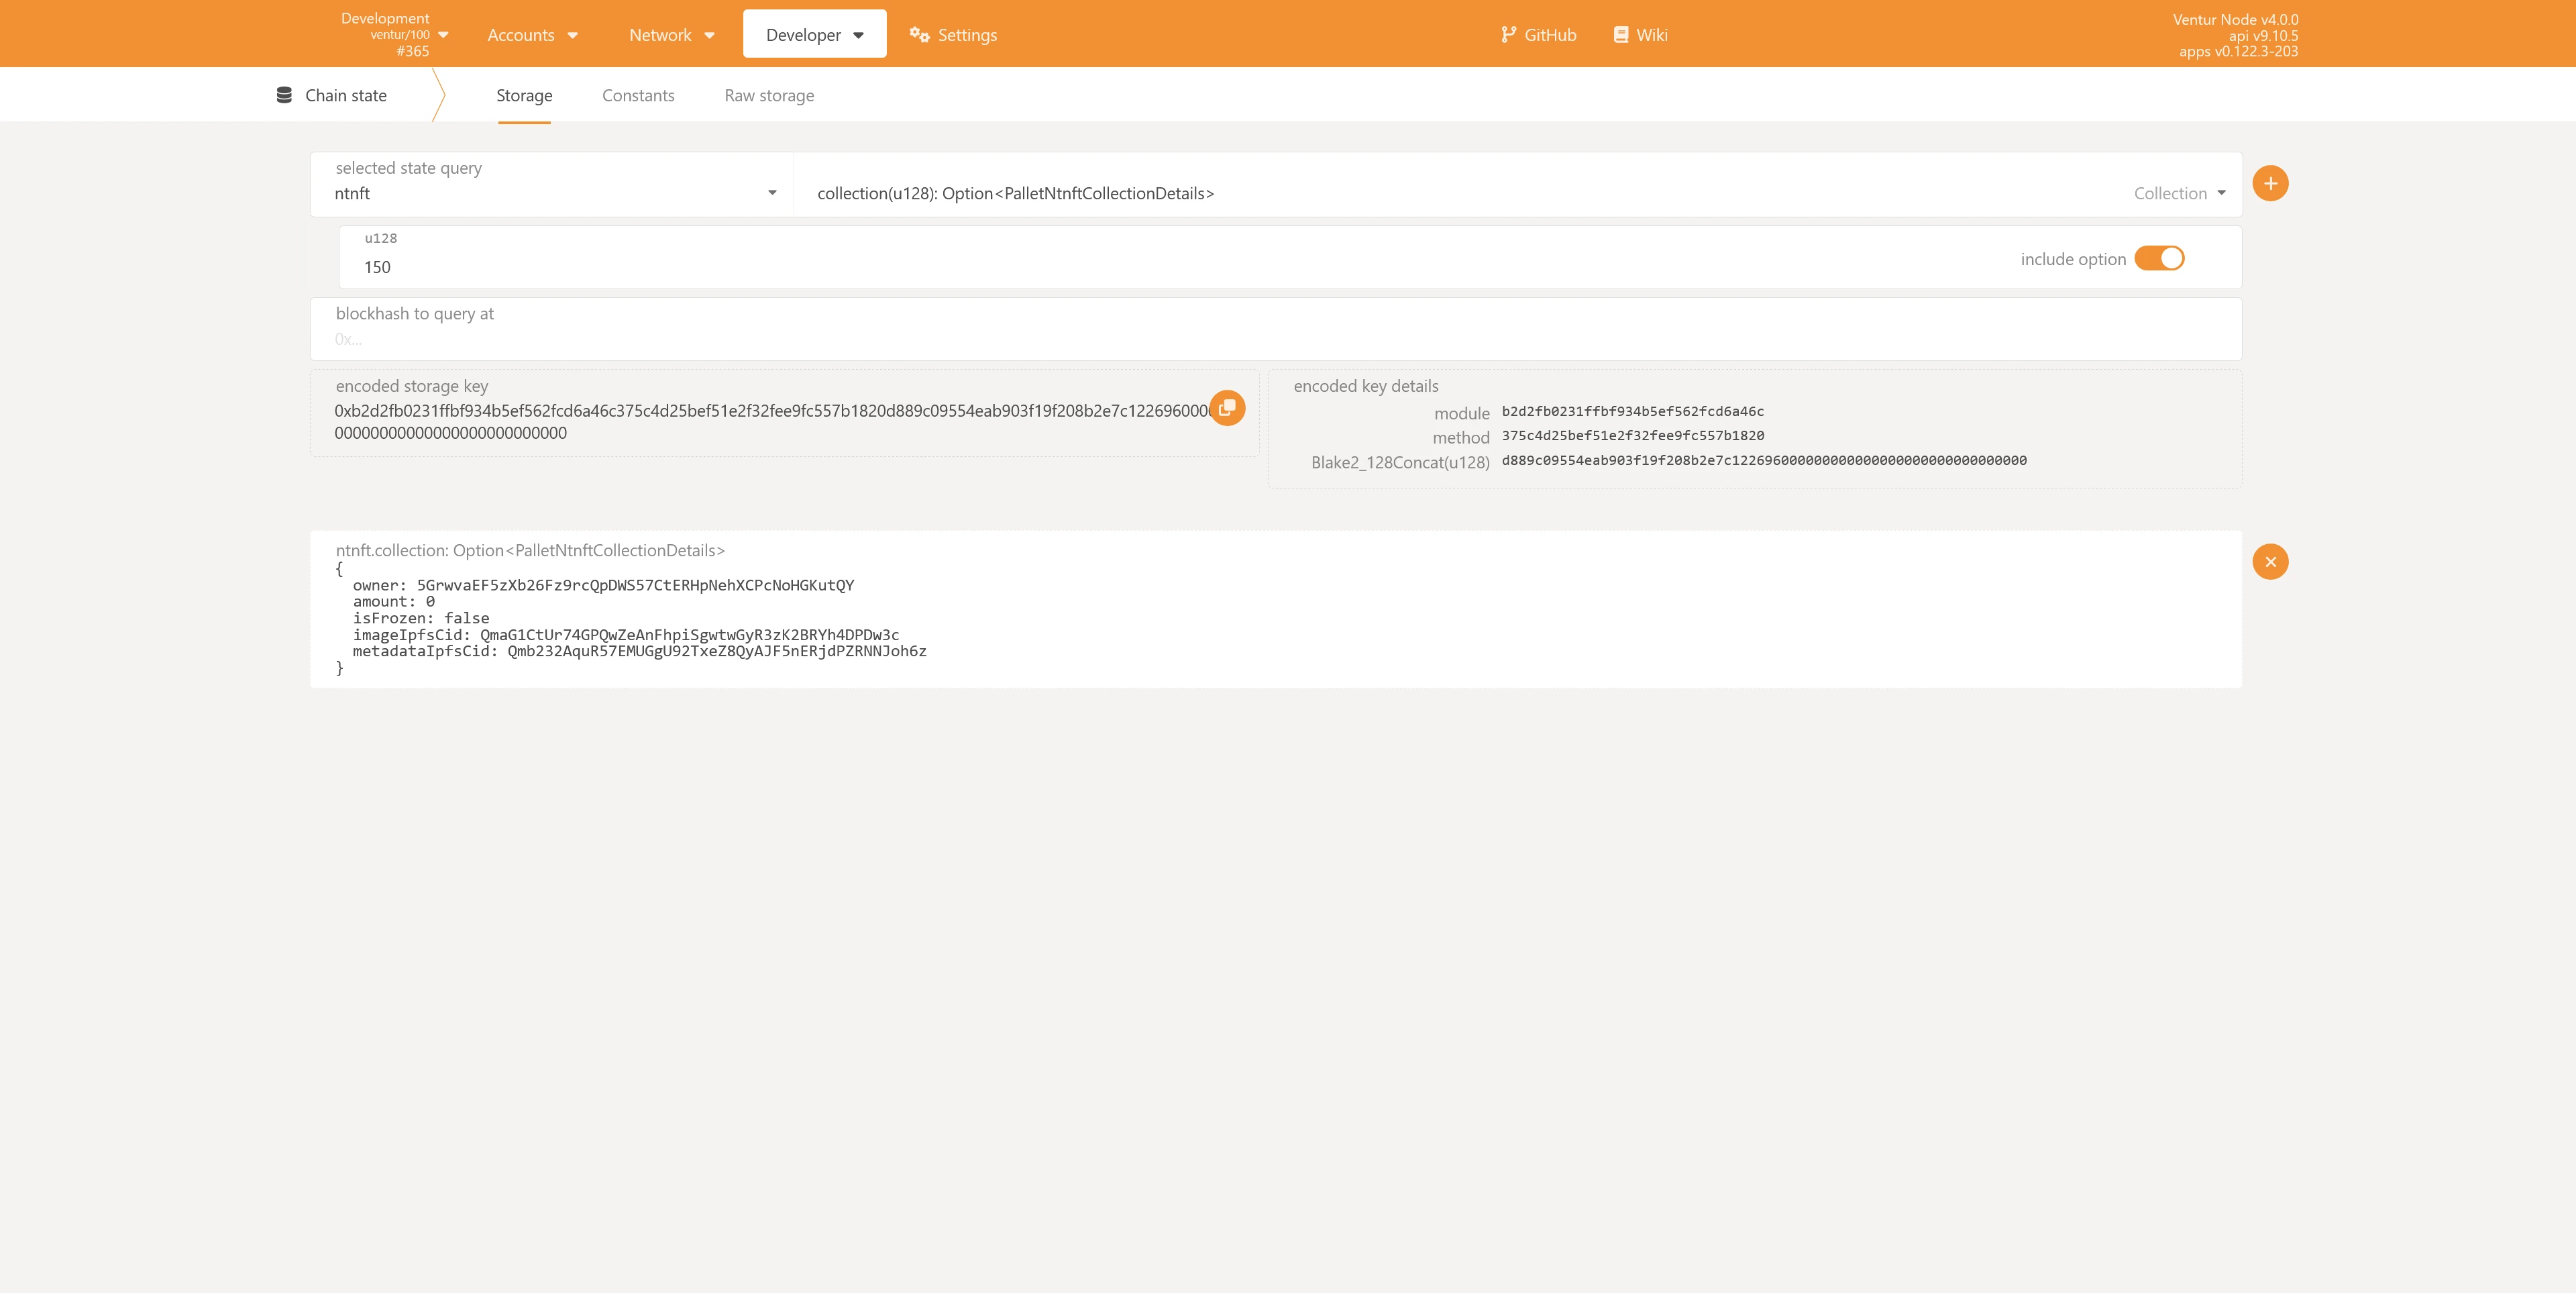 Development
ventur/100
#365
Accounts
Network
Developer
Settings
GitHub
Wiki
Ventur Node v4.0.0
api v9.10.5
apps v0.122.3-203
Chain state
Storage
Constants
Raw storage
selected state query
ntnft
collection(u128): Option<PalletNtnftCollectionDetails>
Collection
u128
150
include option
blockhash to query at
0x...
encoded storage key
0xb2d2fb0231ffbf934b5ef562fcd6a46c375c4d25bef51e2f32fee9fc557b1820d889c09554eab903f19f208b2e7c1226960000
00000000000000000000000000
encoded key details
module b2d2fb0231ffbf934b5ef562fcd6a46c
method 375c4d25bef51e2f32fee9fc557b1820
Blake2_128Concat(u128) d889c09554eab903f19f208b2e7c122696000000000000000000000000000000
ntnft.collection: Option<PalletNtnftCollectionDetails>
{
owner: 5GrwvaEF5zXb26Fz9rcQpDWS57CtERHpNehXCPcNoHGKutQY
amount: 0
isFrozen: false
imageIpfsCid: QmaG1CtUr74GPQwZeAnFhpiSgwtwGyR3zK2BRYh4DPDw3c
metadataIpfsCid: Qmb232AquR57EMUGgU92TxeZ8QyAJF5nERjdPZRNNJoh6z
}